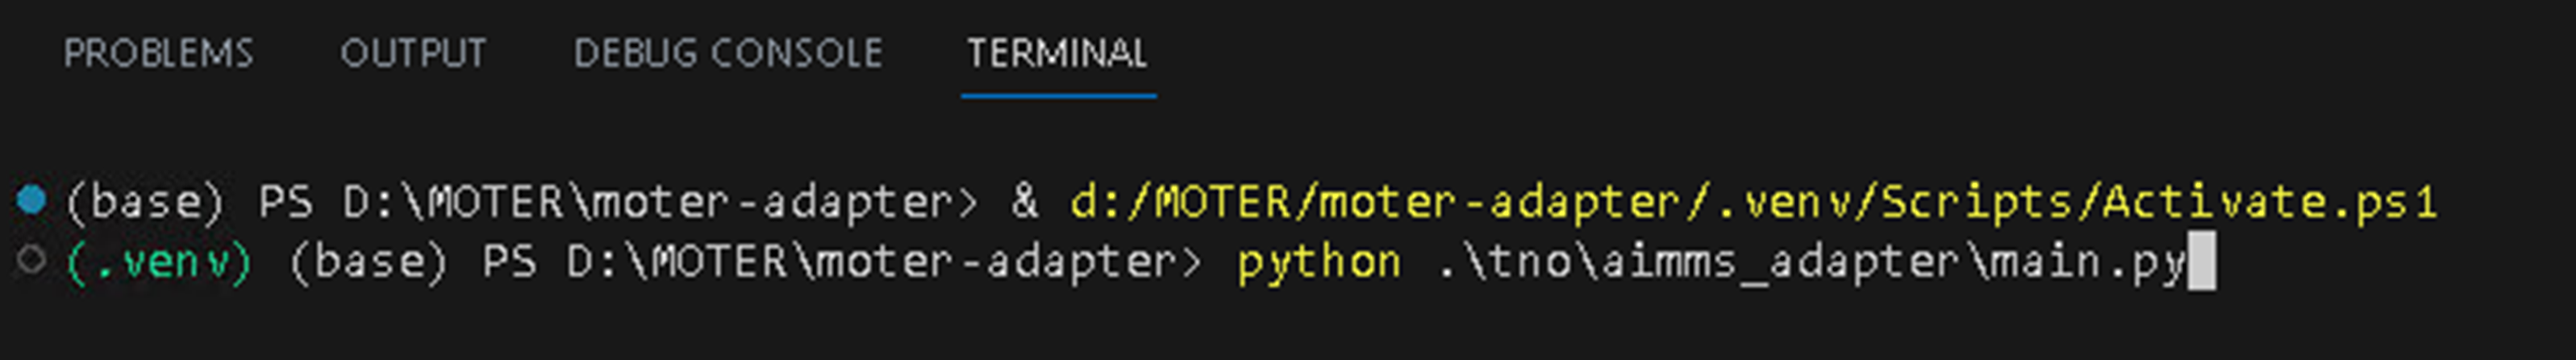 PROBLEMS OUTPUT DEBUG CONSOLE TERMINAL
(base) PS D:\MOTER\moter-adapter> & d:/MOTER/moter-adapter/.venv/Scripts/Activate.ps1
(.venv) (base) PS D:\MOTER\moter-adapter> python .\tno\aimms_adapter\main.py